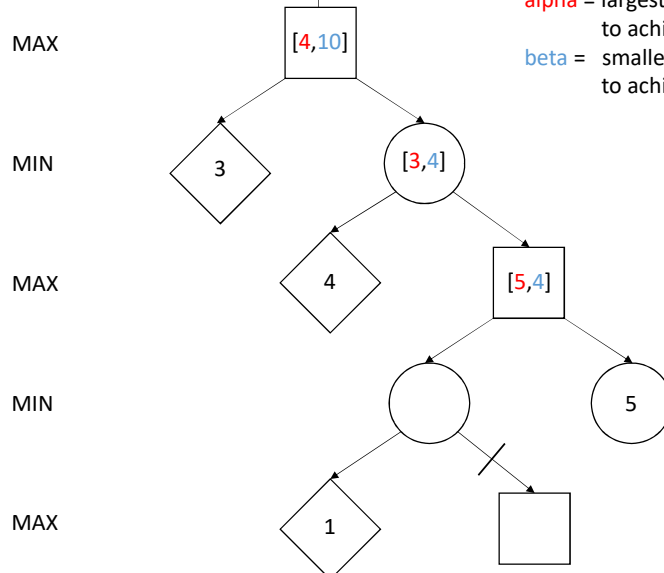 alpha = largest
to achi
MAX
[4,10]
beta = smalle
to achi
MIN
3
[3,4]
MAX
4
[5,4]
MIN
5
MAX
1